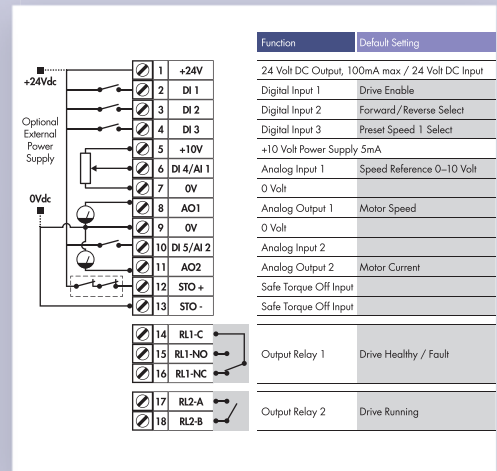 Function Default Setting
1 +24V 24 Volt DC Output, 100mA max / 24 Volt DC Input
+24Vdc
2 DI 1 Digital Input 1 Drive Enable
3 DI 2 Digital Input 2 Forward/Reverse Select
4 DI 3 Digital Input 3 Preset Speed 1 Select
Optional
External
Power
Supply
5 +10V +10 Volt Power Supply 5mA
6 DI 4/AI 1 Analog Input 1 Speed Reference 0–10 Volt
7 0V 0 Volt
0Vdc
8 AO1 Analog Output 1 Motor Speed
9 0V 0 Volt
10 DI 5/AI 2 Analog Input 2
11 AO2 Analog Output 2 Motor Current
12 STO + Safe Torque Off Input
13 STO - Safe Torque Off Input
14 RL1-C
15 RL1-NO Output Relay 1 Drive Healthy / Fault
16 RL1-NC
17 RL2-A
Output Relay 2 Drive Running
18 RL2-B